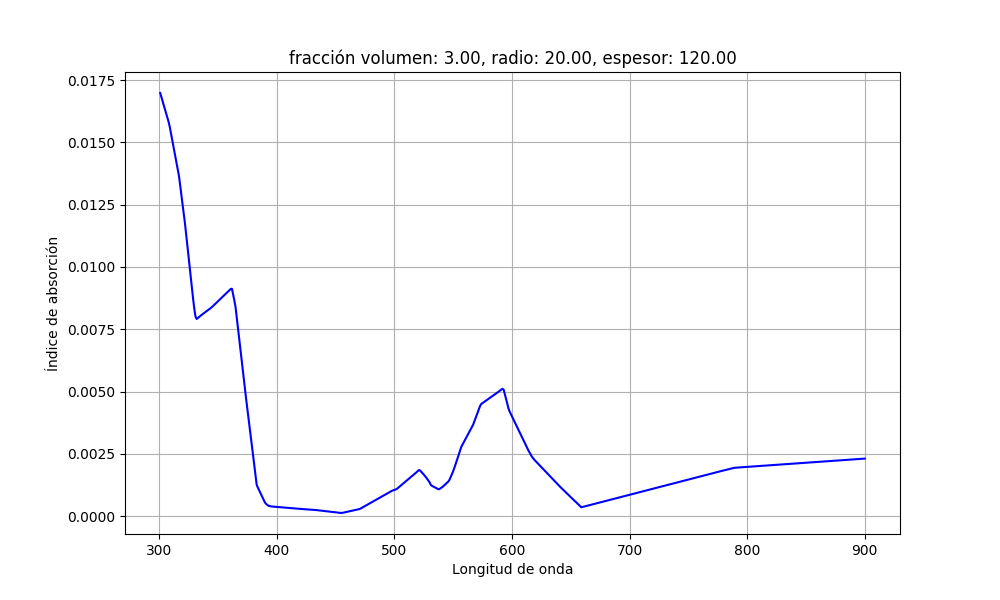 fracción volumen: 3.00, radio: 20.00, espesor: 120.00
0.0175
0.0150
0.0125
0.0100
0.0075
0.0050
0.0025
0.0000
Índice de absorción
300 400 500 600 700 800 900
Longitud de onda